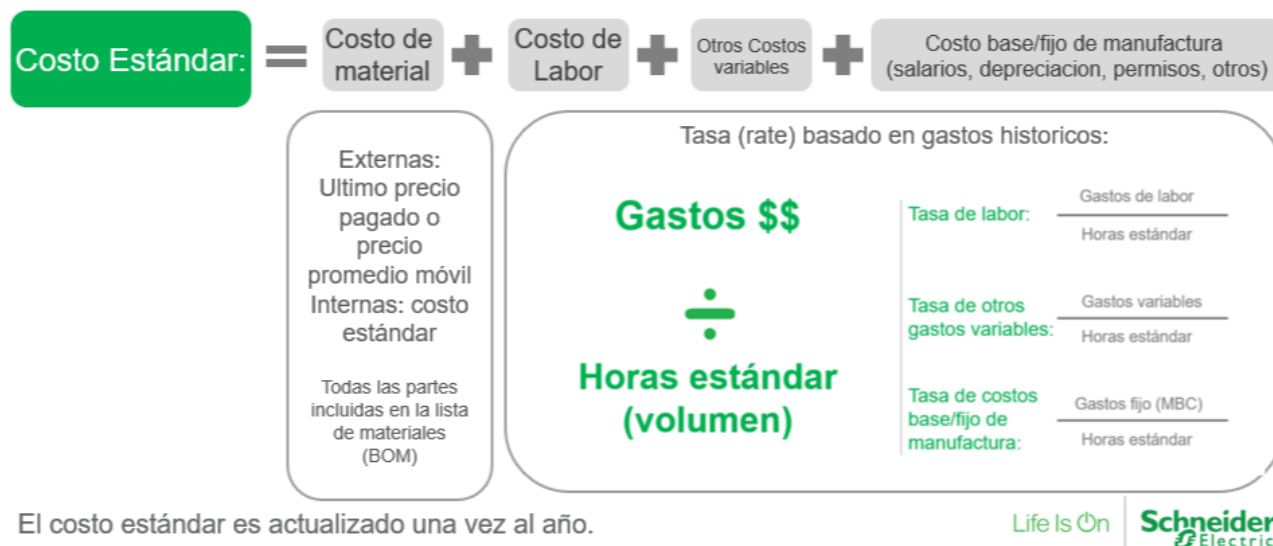 Costo Estándar:
=
Costo de
material
+
Costo de
Labor
+
Otros Costos
variables
+
Costo base/fijo de manufactura
(salarios, depreciacion, permisos, otros)
Externas:
Ultimo precio
pagado o
precio
promedio móvil
Internas: costo
estándar
Todas las partes
incluidas en la lista
de materiales
(BOM)
Tasa (rate) basado en gastos historicos:
Gastos $$
÷
Horas estándar
(volumen)
Tasa de labor:
Gastos de labor
Horas estándar
Tasa de otros
gastos variables:
Gastos variables
Horas estándar
Tasa de costos
base/fijo de
manufactura:
Gastos fijo (MBC)
Horas estándar
El costo estándar es actualizado una vez al año.
Life Is On
Schneider
Electric